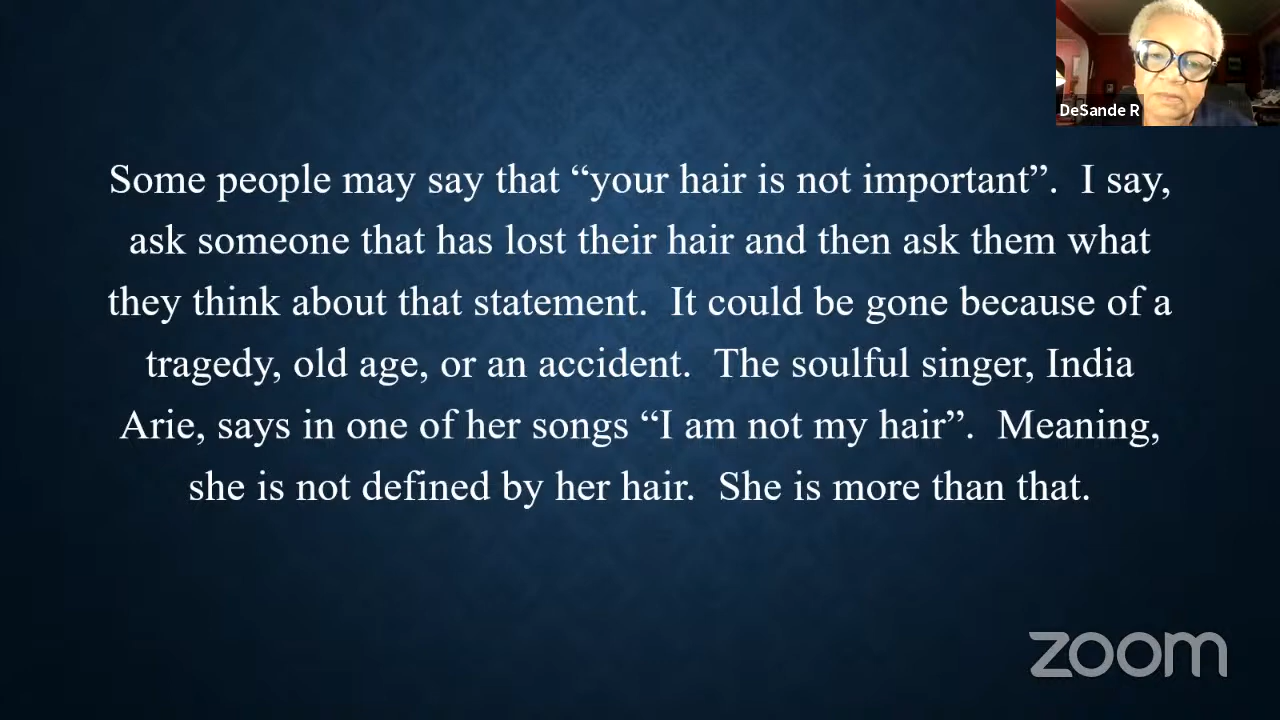 DeSande R
Some people may say that “your hair is not important”.  I say,
ask someone that has lost their hair and then ask them what
they think about that statement.  It could be gone because of a
tragedy, old age, or an accident.  The soulful singer, India
Arie, says in one of her songs “I am not my hair”.  Meaning,
she is not defined by her hair.  She is more than that.
zoom